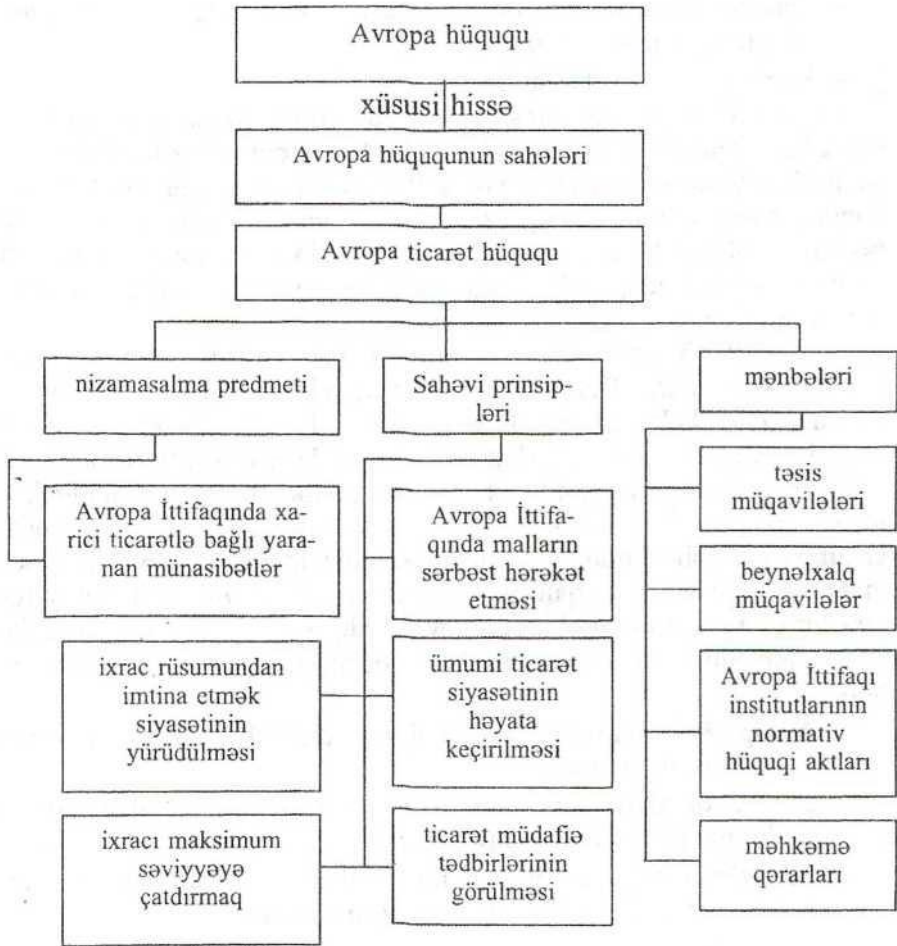 Avropa hüququ
xüsusi hissə
Avropa hüququnun sahələri
Avropa ticarət hüququ
nizamasalma predmeti
Sahəvi prinsip-
ləri
mənbələri
Avropa İttifaqında xa-
rici ticarətlə bağlı yara-
nan münasibətlər
Avropa İttifa-
qında malların
sərbəst hərəkət
etməsi
təsis
müqavilələri
beynəlxalq
müqavilələr
ixrac rüsumundan
imtina etmək
siyasətinin
yürüdülməsi
ümumi ticarət
siyasətinin
həyata
keçirilməsi
Avropa İttifaqı
institutlarının
normativ
hüquqi aktları
ixracı maksimum
səviyyəyə
çatdırmaq
ticarət müdafiə
tədbirlərinin
görülməsi
məhkəmə
qərarları